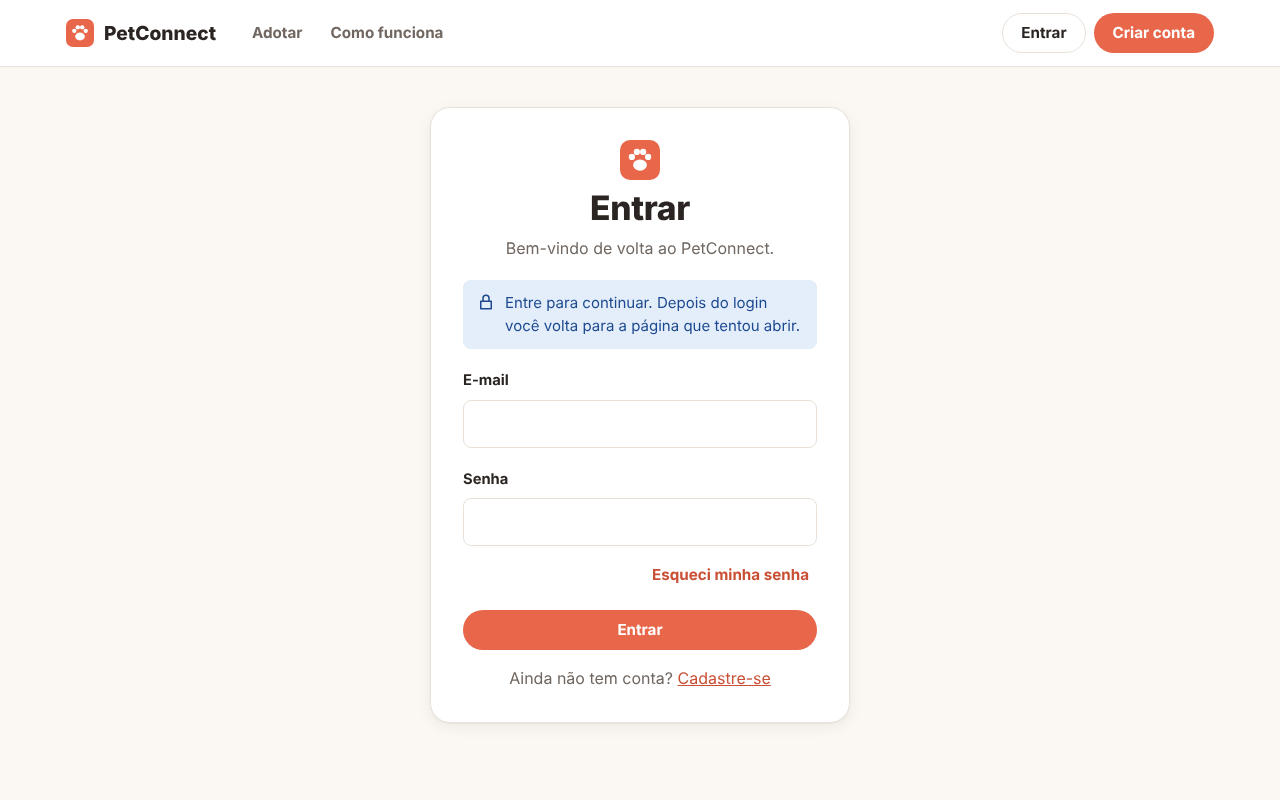 PetConnect
Adotar
Como funciona
Entrar
Criar conta
Entrar
Bem-vindo de volta ao PetConnect.
Entre para continuar. Depois do login
você volta para a página que tentou abrir.
E-mail
Senha
Esqueci minha senha
Entrar
Ainda não tem conta? Cadastre-se